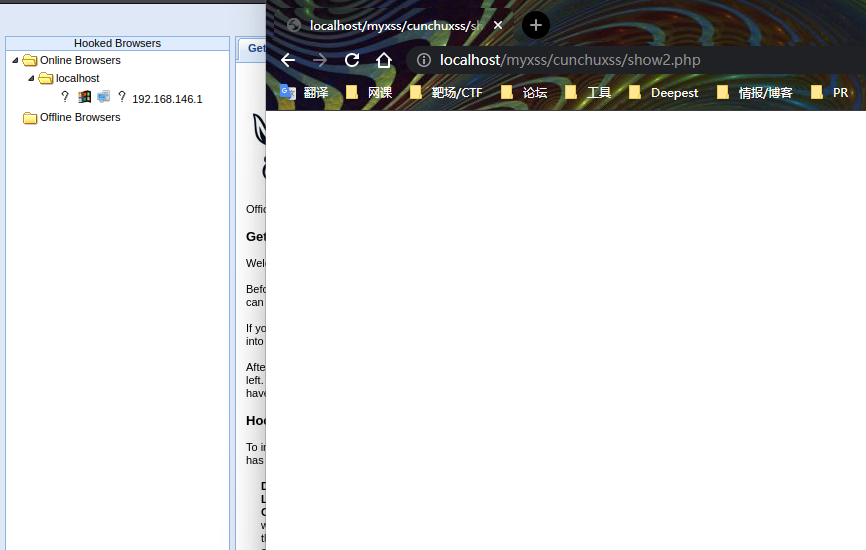 Hooked Browsers
Online Browsers
localhost
192.168.146.1
Offline Browsers
Get
Offic
Get
Welc
Befo
can
If yo
into
Afte
left.
have
Hoo
To in
has
localhost/myxss/cunchuxss/sh
localhost/myxss/cunchuxss/show2.php
翻译 网课 靶场/CTF 论坛 工具 Deepest 情报/博客 PR